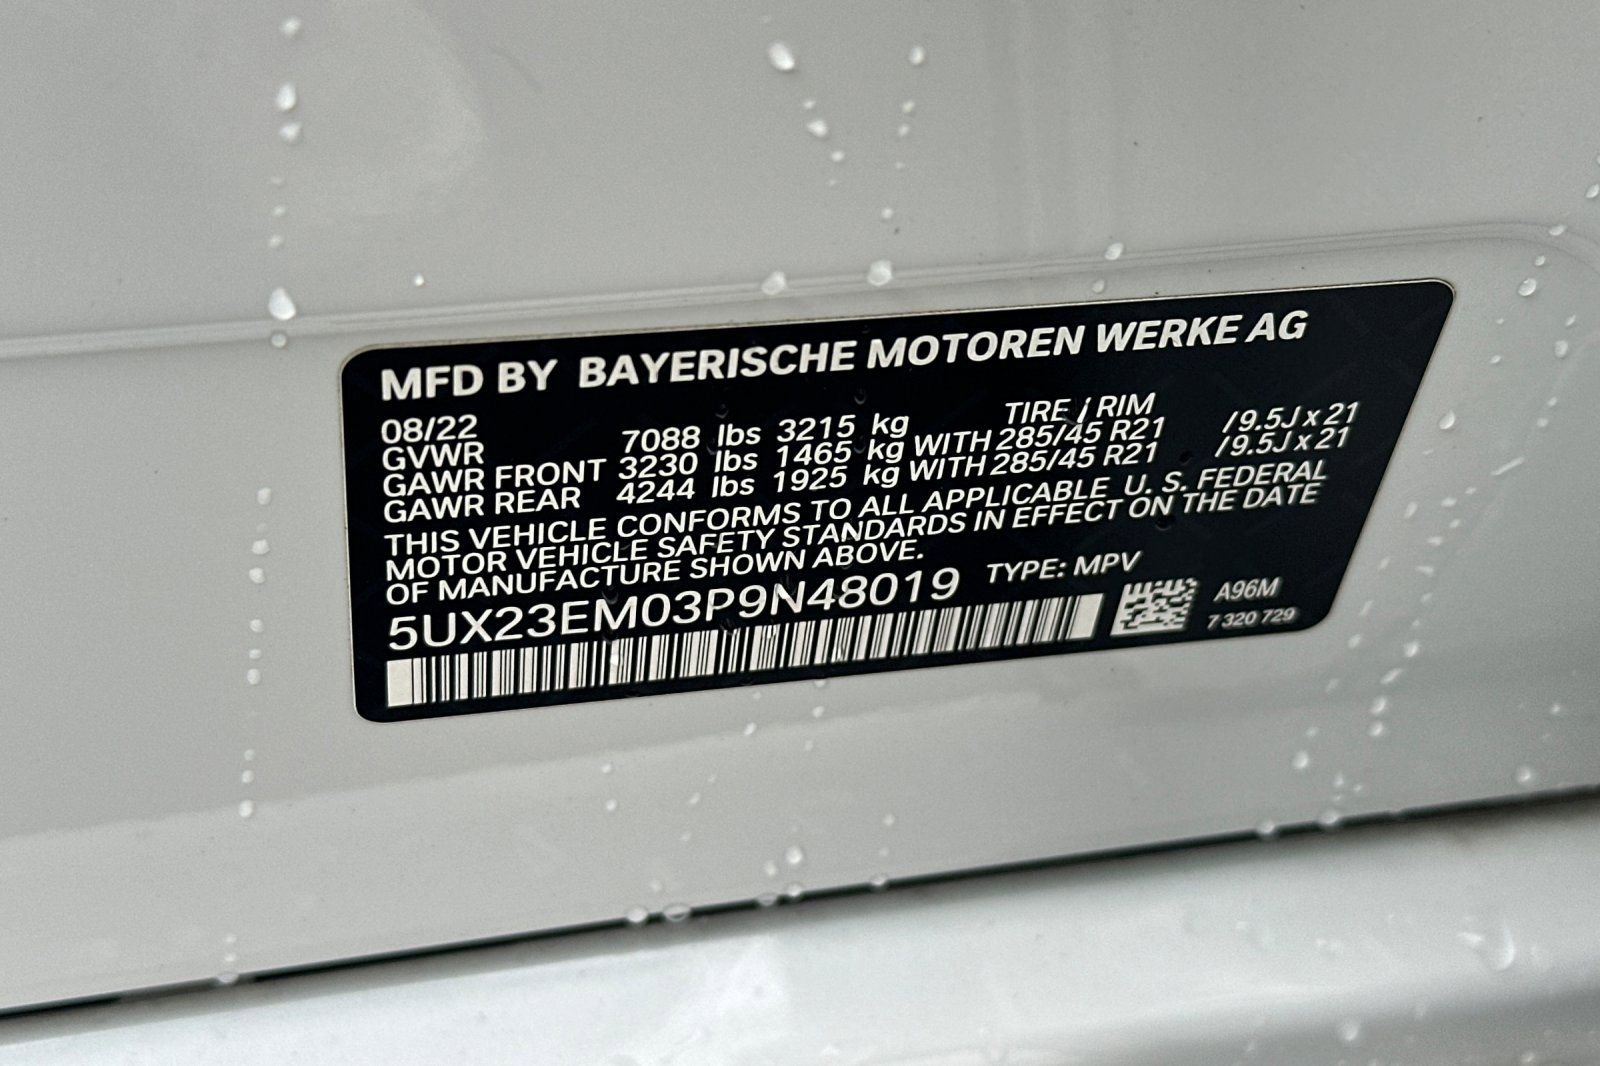 MFD BY BAYERISCHE MOTOREN WERKE AG
08/22 TIRE / RIM
GVWR 7088 lbs 3215 kg
GAWR FRONT 3230 lbs 1465 kg WITH 285/45 R21 /9.5J x 21
GAWR REAR 4244 lbs 1925 kg WITH 285/45 R21 /9.5J x 21
THIS VEHICLE CONFORMS TO ALL APPLICABLE U. S. FEDERAL
MOTOR VEHICLE SAFETY STANDARDS IN EFFECT ON THE DATE
OF MANUFACTURE SHOWN ABOVE.
5UX23EM03P9N48019 TYPE: MPV
A96M
7 320 729